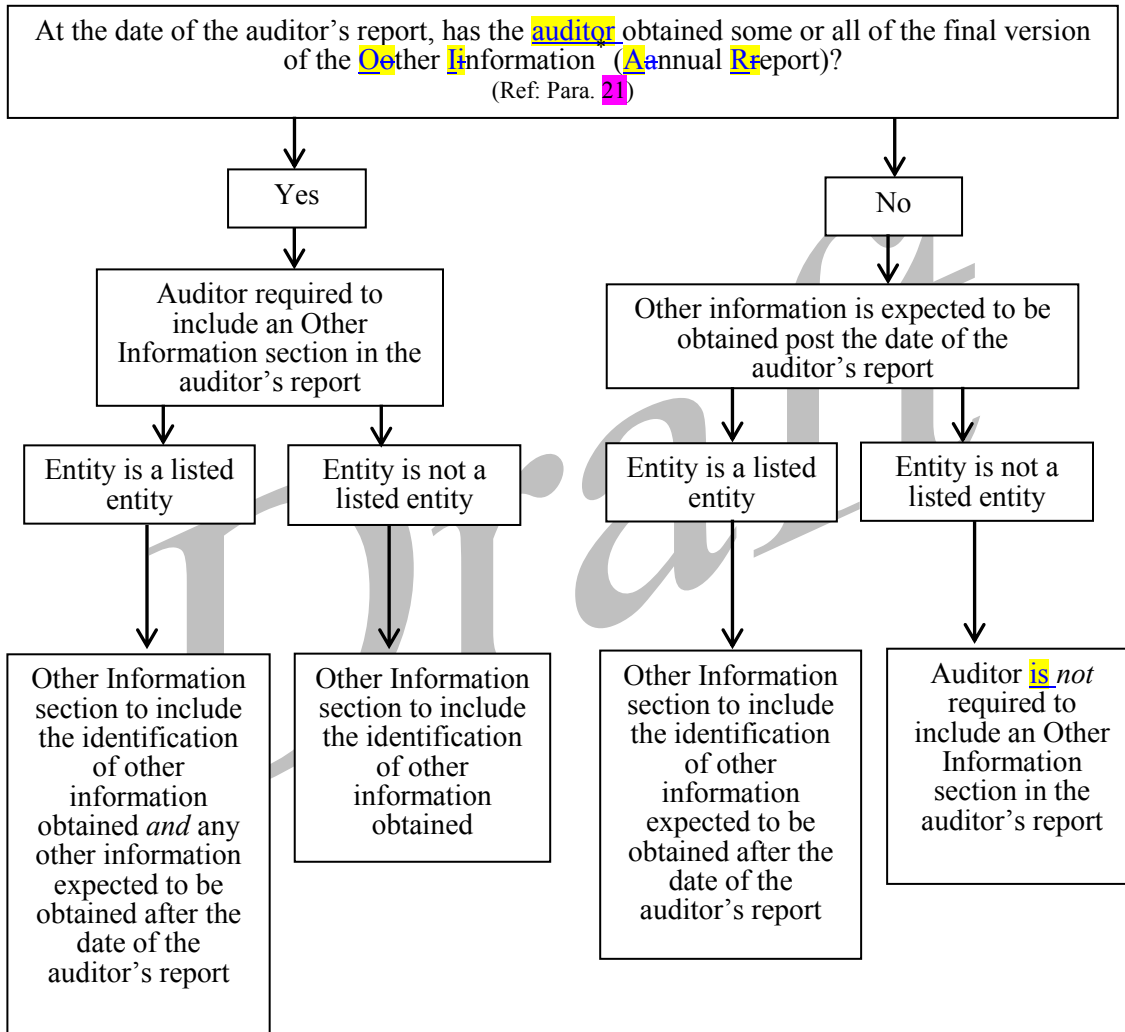 At the date of the auditor’s report, has the auditor obtained some or all of the final version
of the Oother Iinformation* (Aannual Rreport)?
(Ref: Para. 21)
Yes
No
Auditor required to
include an Other
Information section in the
auditor’s report
Other information is expected to be
obtained post the date of the
auditor’s report
Entity is a listed
entity
Entity is not a
listed entity
Entity is a listed
entity
Entity is not a
listed entity
Other Information
section to include
the identification
of other
information
obtained and any
other information
expected to be
obtained after the
date of the
auditor’s report
Other Information
section to include
the identification
of other
information
obtained
Other Information
section to include
the identification
of other
information
expected to be
obtained after the
date of the
auditor’s report
Auditor is not
required to
include an Other
Information
section in the
auditor’s report
Draft